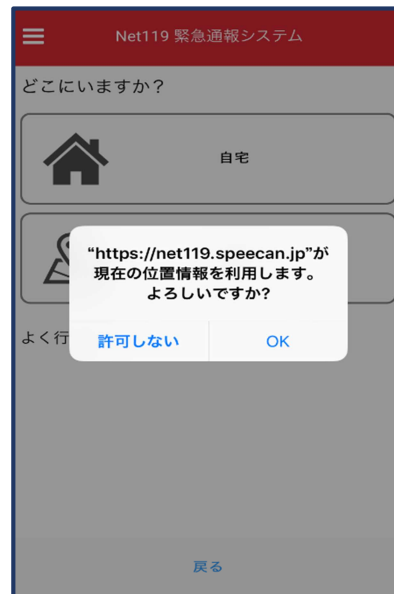 Net119 緊急通報システム
どこにいますか？
自宅
“https://net119.speecan.jp”が
現在の位置情報を利用します。
よろしいですか?
よく行
許可しない
OK
戻る